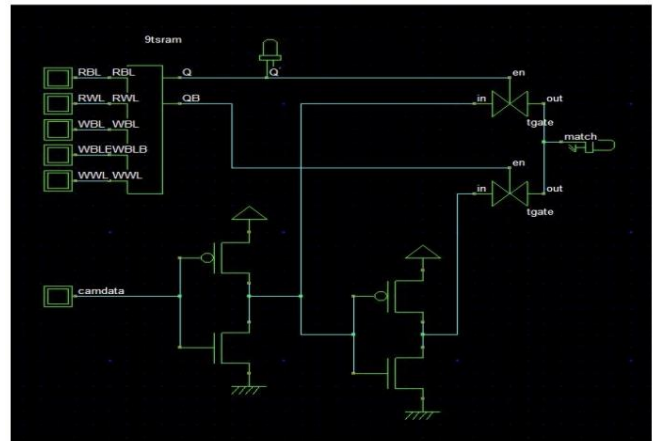 9tsram
RBL RBL Q Q en
RWL RWL QB in out
WBL WBL tgate
match
WBLBWBLB en
WWL WWL in out
tgate
camdata